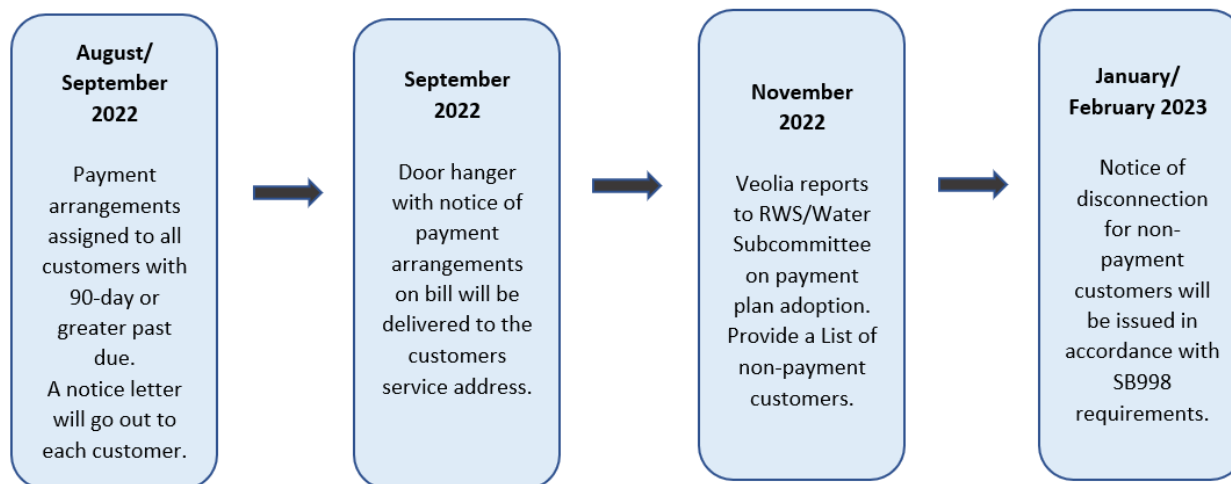 August/
September
2022
Payment
arrangements
assigned to all
customers with
90-day or
greater past
due.
A notice letter
will go out to
each customer.
September
2022
Door hanger
with notice of
payment
arrangements
on bill will be
delivered to the
customers
service address.
November
2022
Veolia reports
to RWS/Water
Subcommittee
on payment
plan adoption.
Provide a List of
non-payment
customers.
January/
February 2023
Notice of
disconnection
for non-
payment
customers will
be issued in
accordance with
SB998
requirements.